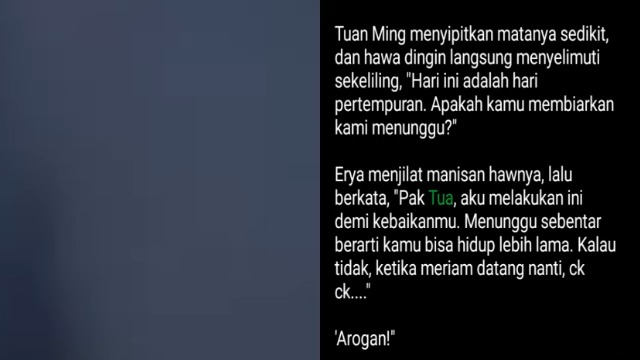 Tuan Ming menyipitkan matanya sedikit,
dan hawa dingin langsung menyelimuti
sekeliling, "Hari ini adalah hari
pertempuran. Apakah kamu membiarkan
kami menunggu?"
Erya menjilat manisan hawnya, lalu
berkata, "Pak Tua, aku melakukan ini
demi kebaikanmu. Menunggu sebentar
berarti kamu bisa hidup lebih lama. Kalau
tidak, ketika meriam datang nanti, ck
ck...."
'Arogan!"